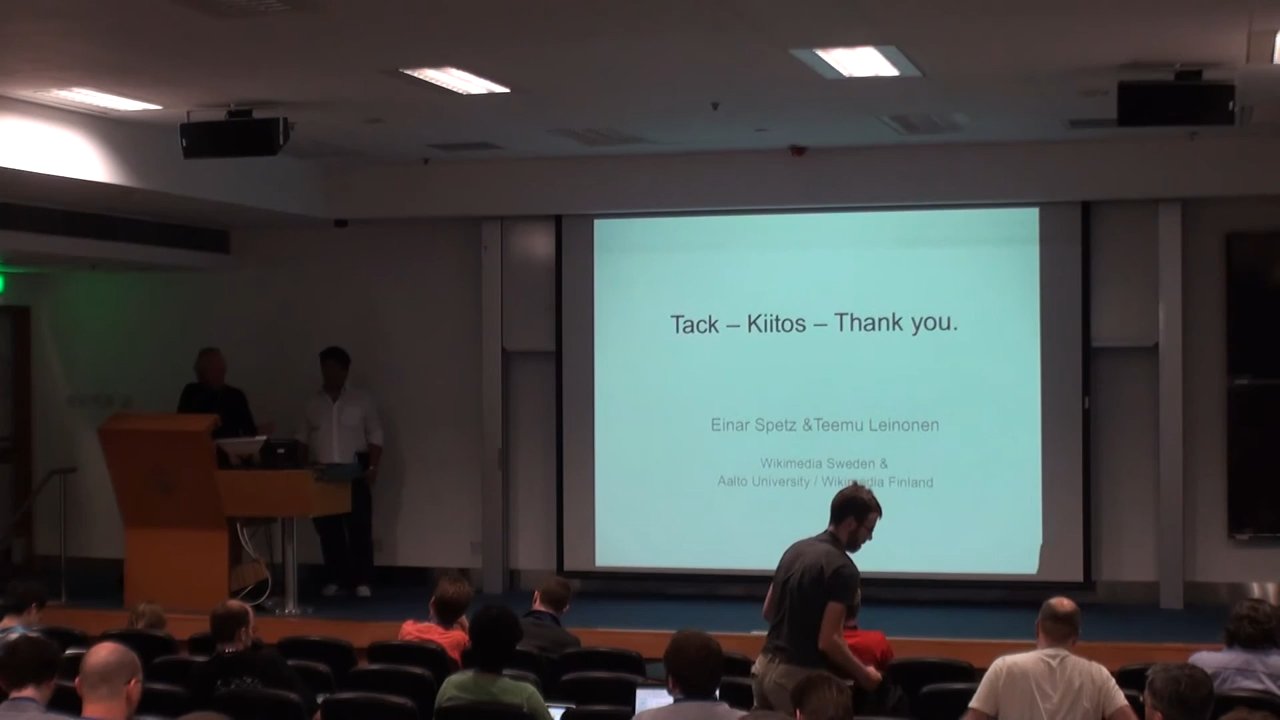 Tack – Kiitos – Thank you.
Einar Spetz &Teemu Leinonen
Wikimedia Sweden &
Aalto University / Wikimedia Finland